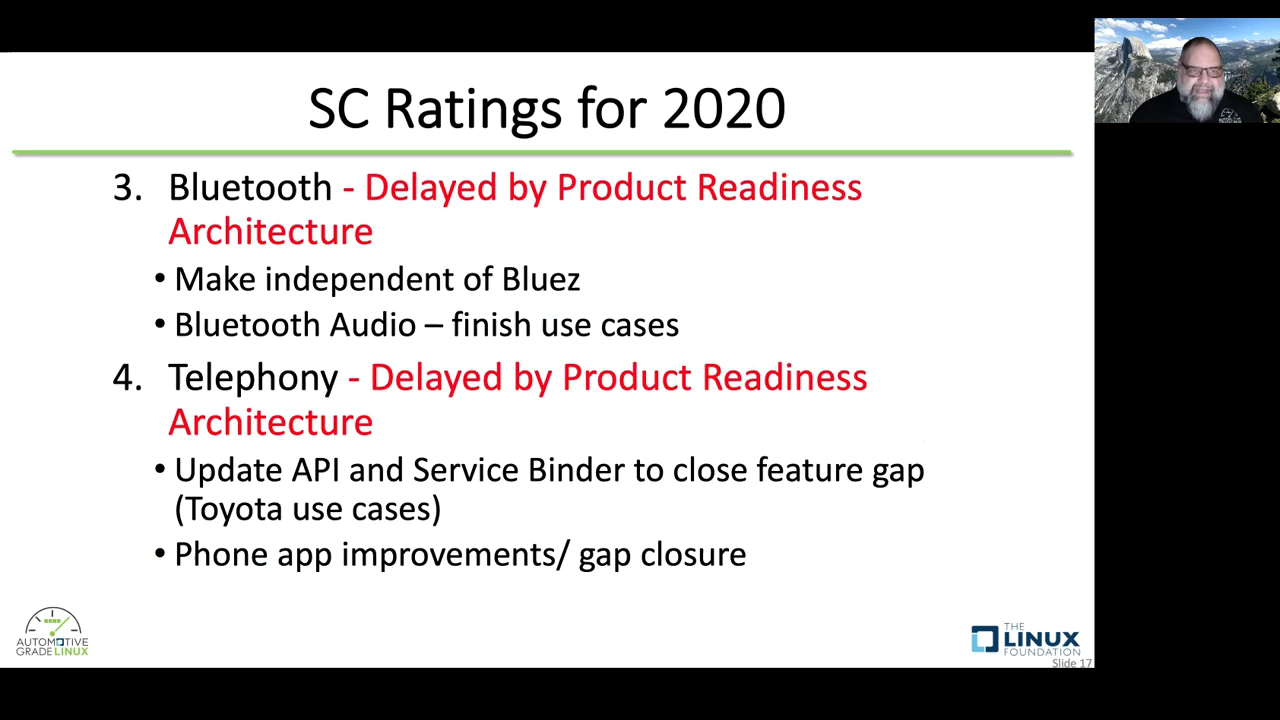 SC Ratings for 2020
3. Bluetooth - Delayed by Product Readiness
Architecture
• Make independent of Bluez
• Bluetooth Audio – finish use cases
4. Telephony - Delayed by Product Readiness
Architecture
• Update API and Service Binder to close feature gap
(Toyota use cases)
• Phone app improvements/ gap closure
AUTOMOTIVE
GRADE LINUX
THE
LINUX
FOUNDATION
Slide 17